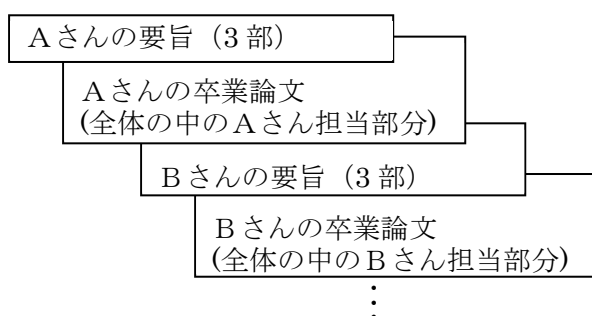 Aさんの要旨（3部）
Aさんの卒業論文
(全体の中のAさん担当部分)
Bさんの要旨（3部）
Bさんの卒業論文
(全体の中のBさん担当部分)
：